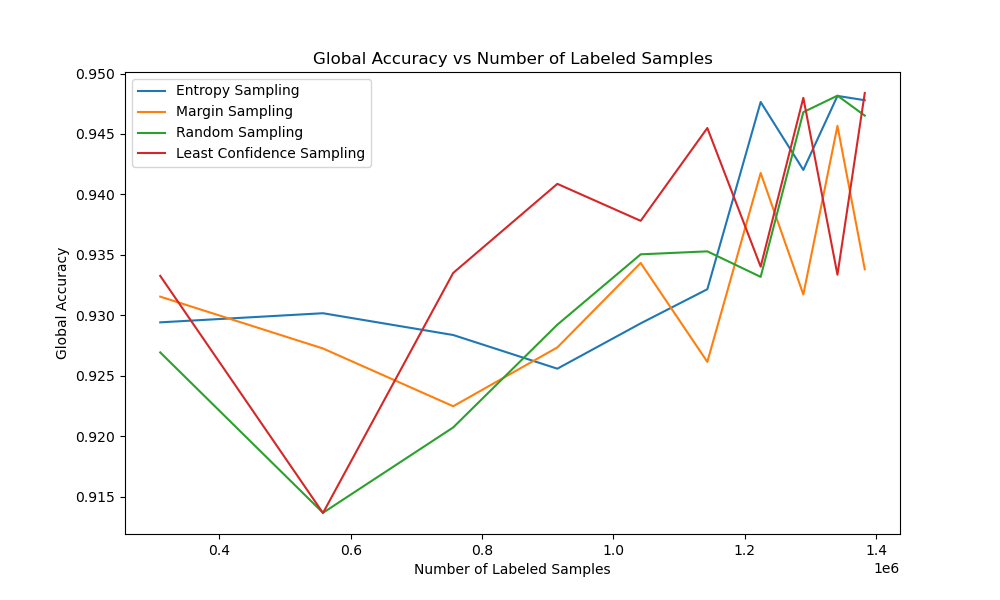 Global Accuracy vs Number of Labeled Samples
Entropy Sampling
Margin Sampling
Random Sampling
Least Confidence Sampling
Global Accuracy
0.950
0.945
0.940
0.935
0.930
0.925
0.920
0.915
0.4
0.6
0.8
1.0
1.2
1.4
1e6
Number of Labeled Samples